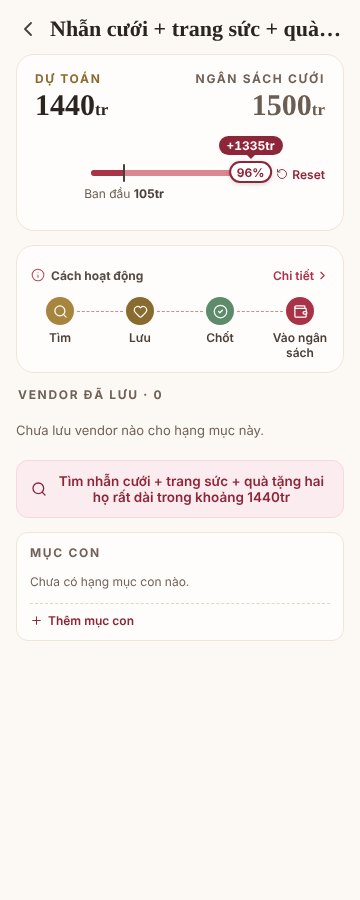 Nhẫn cưới + trang sức + quà...
DỰ TOÁN
NGÂN SÁCH CƯỚI
1440tr
1500tr
+1335tr
96%
Reset
Ban đầu 105tr
Cách hoạt động
Chi tiết
Tìm
Lưu
Chốt
Vào ngân
sách
VENDOR ĐÃ LƯU · 0
Chưa lưu vendor nào cho hạng mục này.
Tìm nhẫn cưới + trang sức + quà tặng hai
họ rất dài trong khoảng 1440tr
MỤC CON
Chưa có hạng mục con nào.
+ Thêm mục con